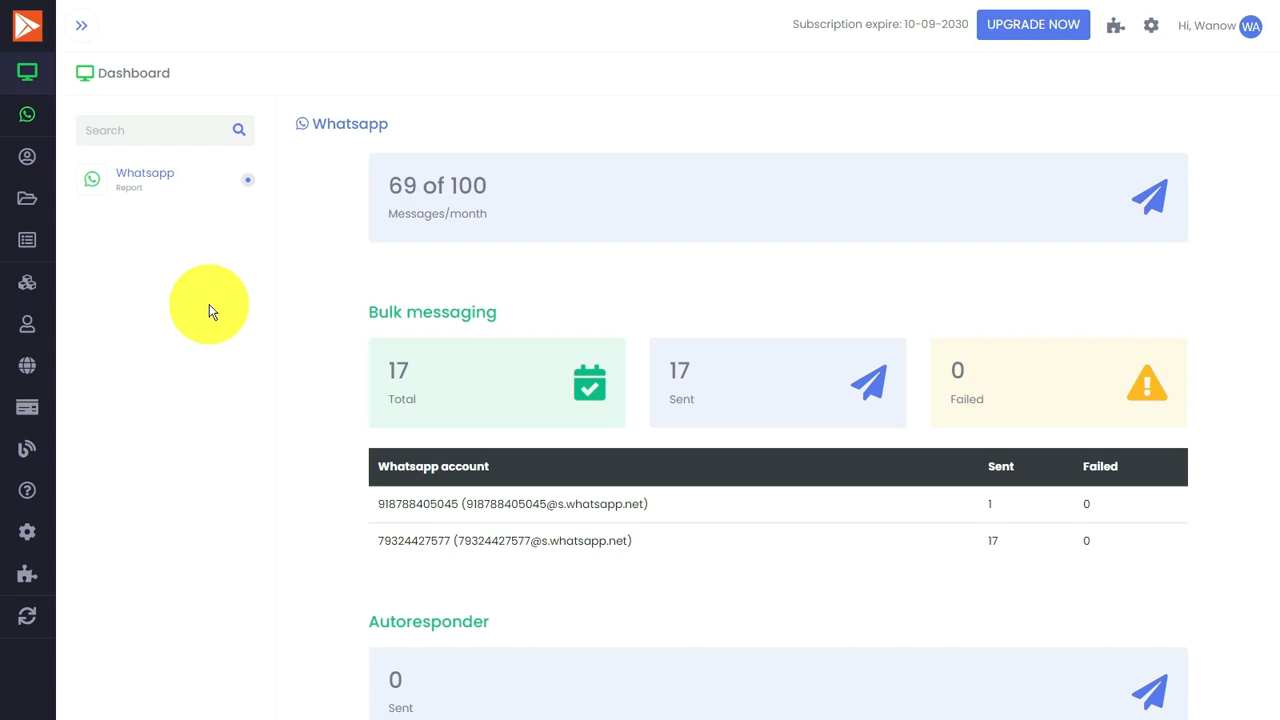 Subscription expire: 10-09-2030
UPGRADE NOW
Hi, Wanow
WA
Dashboard
Search
Whatsapp
Report
Whatsapp
69 of 100
Messages/month
Bulk messaging
17
Total
17
Sent
0
Failed
Whatsapp account Sent Failed
918788405045 (918788405045@s.whatsapp.net) 1 0
79324427577 (79324427577@s.whatsapp.net) 17 0
Autoresponder
0
Sent